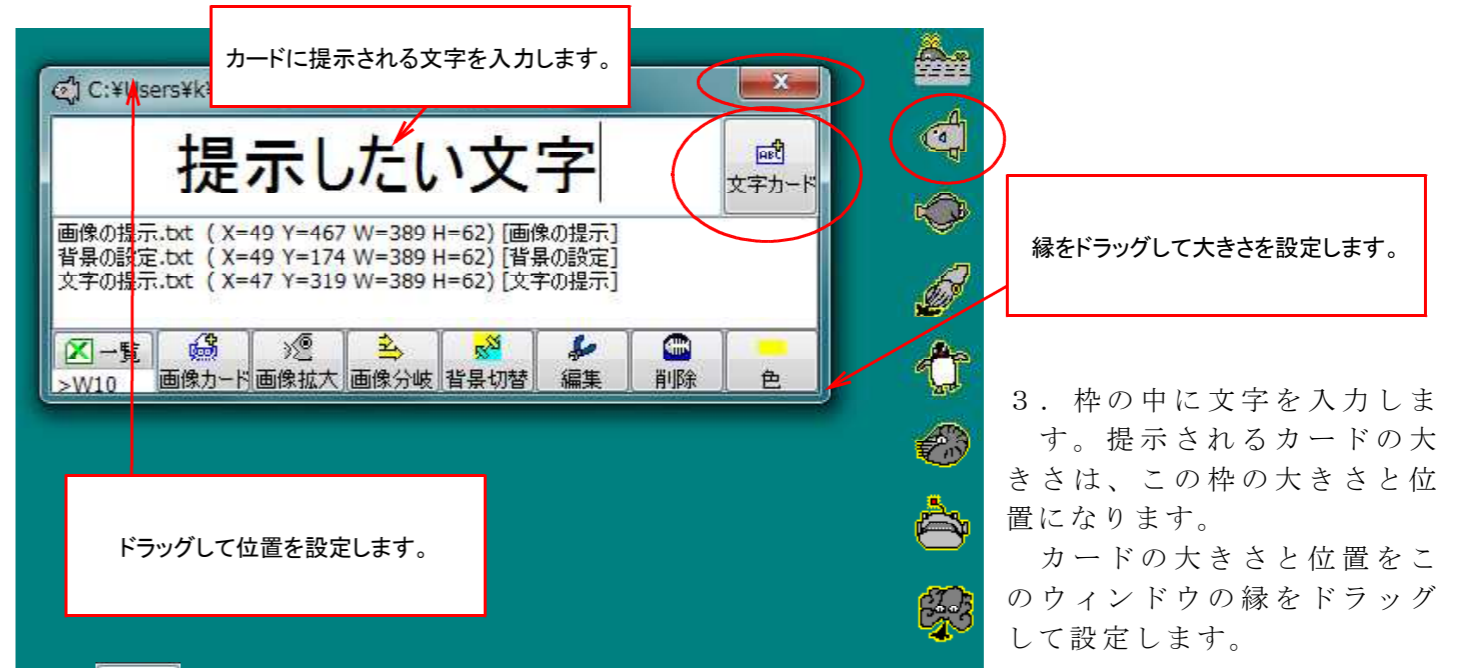 カードに提示される文字を入力します。
C:¥Users¥k¥
X
提示したい文字
文字カード
画像の提示.txt ( X=49 Y=467 W=389 H=62) [画像の提示]
背景の設定.txt ( X=49 Y=174 W=389 H=62) [背景の設定]
文字の提示.txt ( X=47 Y=319 W=389 H=62) [文字の提示]
一覧
>W10
画像カード
画像拡大
画像分岐
背景切替
編集
削除
色
縁をドラッグして大きさを設定します。
ドラッグして位置を設定します。
3．枠の中に文字を入力しま
す。提示されるカードの大
きさは、この枠の大きさと位
置になります。
カードの大きさと位置をこ
のウィンドウの縁をドラッグ
して設定します。